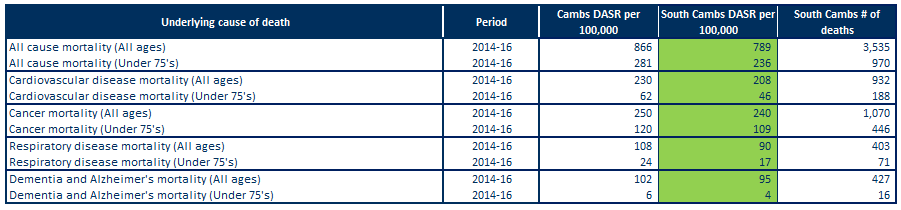 Underlying cause of death Period Cambs DASR per 100,000 South Cambs DASR per 100,000 South Cambs # of deaths
All cause mortality (All ages) 2014-16 866 789 3,535
All cause mortality (Under 75's) 2014-16 281 236 970
Cardiovascular disease mortality (All ages) 2014-16 230 208 932
Cardiovascular disease mortality (Under 75's) 2014-16 62 46 188
Cancer mortality (All ages) 2014-16 250 240 1,070
Cancer mortality (Under 75's) 2014-16 120 109 446
Respiratory disease mortality (All ages) 2014-16 108 90 403
Respiratory disease mortality (Under 75's) 2014-16 24 17 71
Dementia and Alzheimer's mortality (All ages) 2014-16 102 95 427
Dementia and Alzheimer's mortality (Under 75's) 2014-16 6 4 16